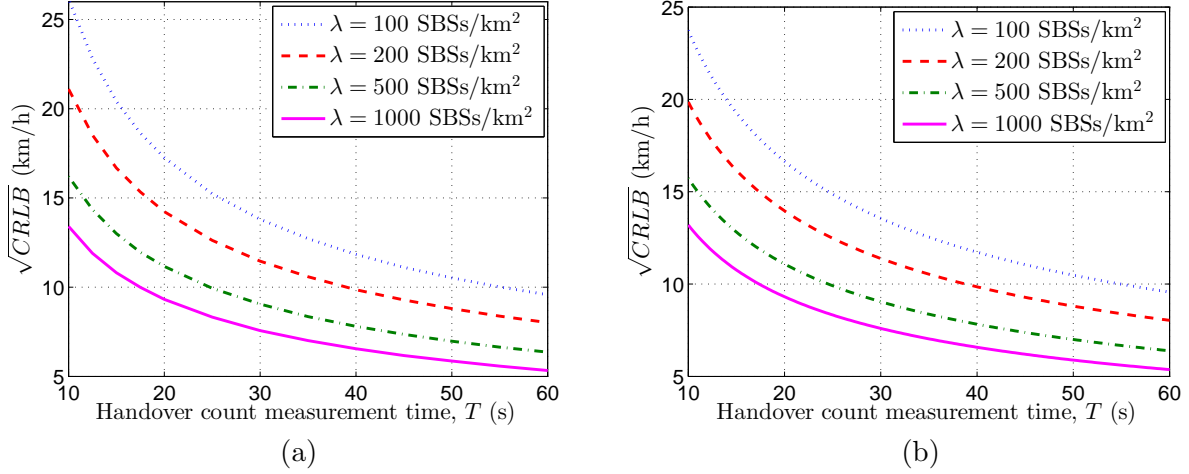 √CRLB (km/h)
25
20
15
10
5
λ = 100 SBSs/km²
λ = 200 SBSs/km²
λ = 500 SBSs/km²
λ = 1000 SBSs/km²
10 20 30 40 50 60
Handover count measurement time, T (s)
(a)
√CRLB (km/h)
25
20
15
10
5
λ = 100 SBSs/km²
λ = 200 SBSs/km²
λ = 500 SBSs/km²
λ = 1000 SBSs/km²
10 20 30 40 50 60
Handover count measurement time, T (s)
(b)